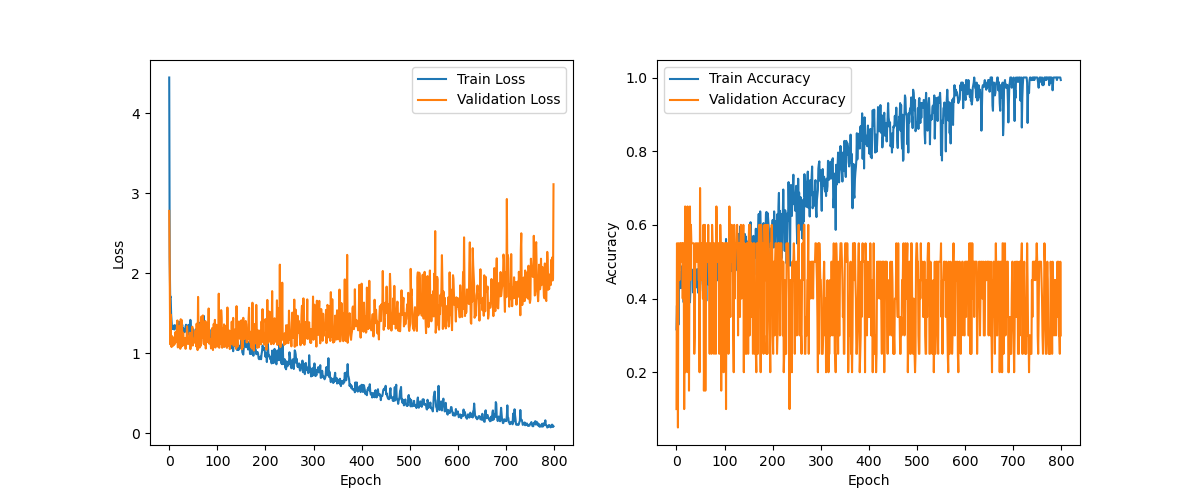 Train Loss
Validation Loss
4
3
2
1
0
Loss
0 100 200 300 400 500 600 700 800
Epoch
Train Accuracy
Validation Accuracy
1.0
0.8
0.6
0.4
0.2
Accuracy
0 100 200 300 400 500 600 700 800
Epoch